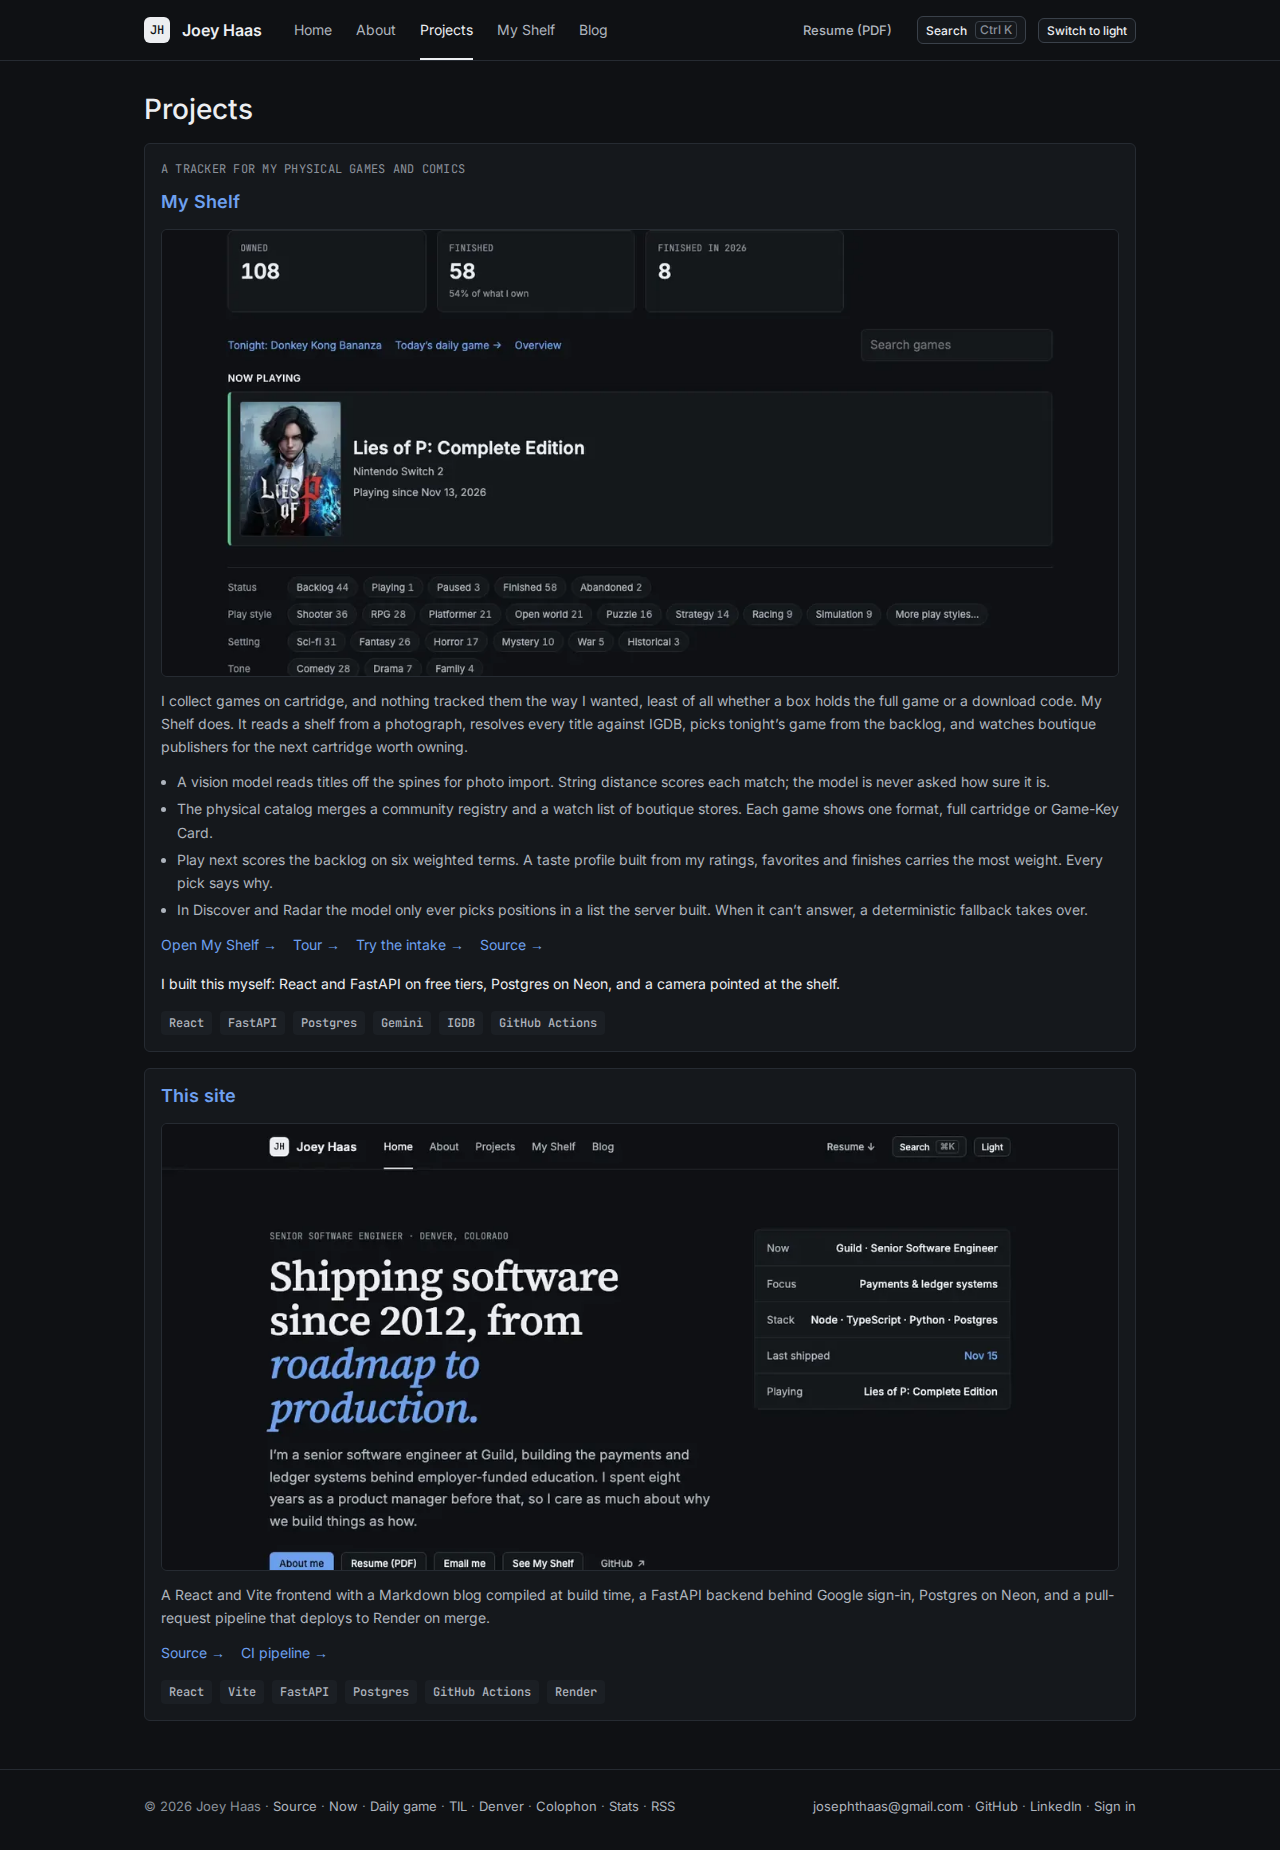 JH Joey Haas Home About Projects My Shelf Blog Resume (PDF) Search Ctrl K Switch to light
Projects
A TRACKER FOR MY PHYSICAL GAMES AND COMICS
My Shelf
OWNED
108
FINISHED
58
54% of what I own
FINISHED IN 2026
8
Tonight: Donkey Kong Bananza Today's daily game → Overview Search games
NOW PLAYING
LIES OF P
Lies of P: Complete Edition
Nintendo Switch 2
Playing since Nov 13, 2026
Status Backlog 44 Playing 1 Paused 3 Finished 58 Abandoned 2
Play style Shooter 36 RPG 28 Platformer 21 Open world 21 Puzzle 16 Strategy 14 Racing 9 Simulation 9 More play styles...
Setting Sci-fi 31 Fantasy 26 Horror 17 Mystery 10 War 5 Historical 3
Tone Comedy 28 Drama 7 Family 4
I collect games on cartridge, and nothing tracked them the way I wanted, least of all whether a box holds the full game or a download code. My
Shelf does. It reads a shelf from a photograph, resolves every title against IGDB, picks tonight’s game from the backlog, and watches boutique
publishers for the next cartridge worth owning.
• A vision model reads titles off the spines for photo import. String distance scores each match; the model is never asked how sure it is.
• The physical catalog merges a community registry and a watch list of boutique stores. Each game shows one format, full cartridge or Game-Key
Card.
• Play next scores the backlog on six weighted terms. A taste profile built from my ratings, favorites and finishes carries the most weight. Every
pick says why.
• In Discover and Radar the model only ever picks positions in a list the server built. When it can’t answer, a deterministic fallback takes over.
Open My Shelf → Tour → Try the intake → Source →
I built this myself: React and FastAPI on free tiers, Postgres on Neon, and a camera pointed at the shelf.
React FastAPI Postgres Gemini IGDB GitHub Actions
This site
JH Joey Haas Home About Projects My Shelf Blog Resume ↓ Search ⌘K Light
SENIOR SOFTWARE ENGINEER · DENVER, COLORADO
Shipping software
since 2012, from
roadmap to
production.
I’m a senior software engineer at Guild, building the payments and
ledger systems behind employer-funded education. I spent eight
years as a product manager before that, so I care as much about why
we build things as how.
About me Resume (PDF) Email me See My Shelf GitHub ↗
Now Guild · Senior Software Engineer
Focus Payments & ledger systems
Stack Node · TypeScript · Python · Postgres
Last shipped Nov 15
Playing Lies of P: Complete Edition
A React and Vite frontend with a Markdown blog compiled at build time, a FastAPI backend behind Google sign-in, Postgres on Neon, and a pull-
request pipeline that deploys to Render on merge.
Source → CI pipeline →
React Vite FastAPI Postgres GitHub Actions Render
© 2026 Joey Haas · Source · Now · Daily game · TIL · Denver · Colophon · Stats · RSS josephthaas@gmail.com · GitHub · LinkedIn · Sign in